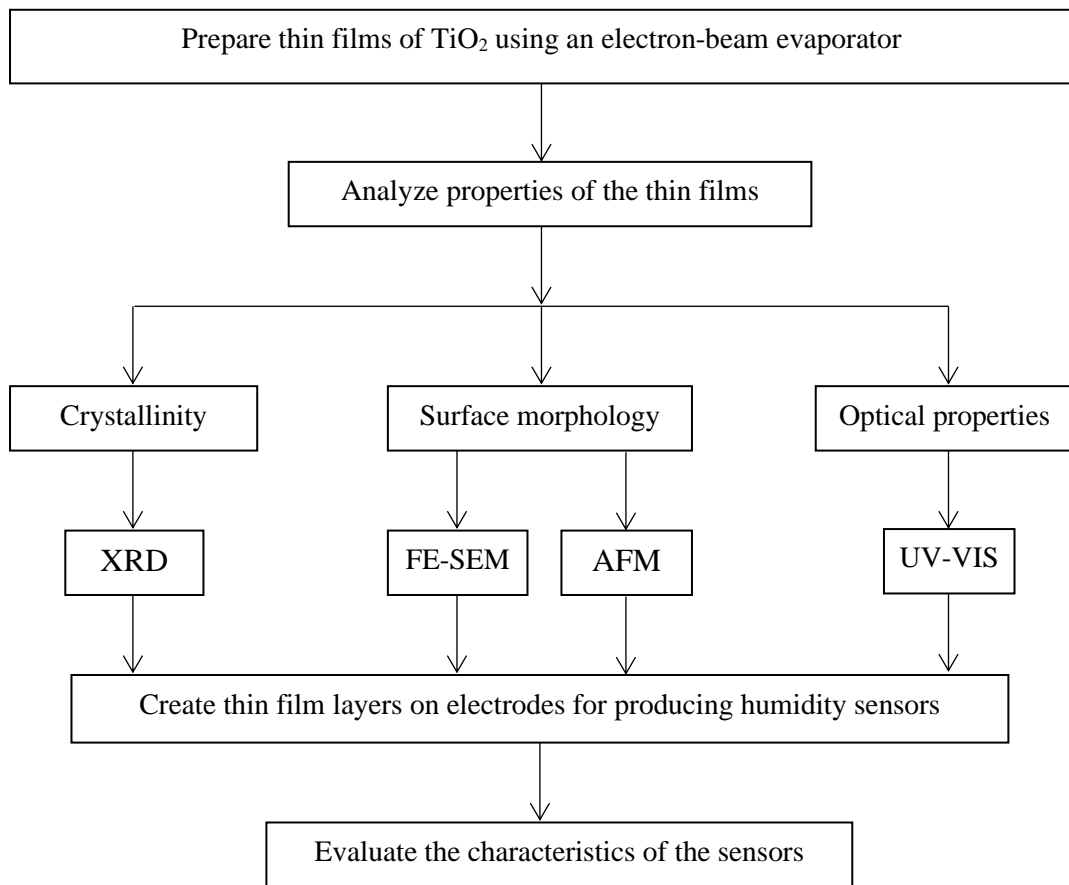 Prepare thin films of TiO₂ using an electron-beam evaporator
Analyze properties of the thin films
Crystallinity
Surface morphology
Optical properties
XRD
FE-SEM
AFM
UV-VIS
Create thin film layers on electrodes for producing humidity sensors
Evaluate the characteristics of the sensors